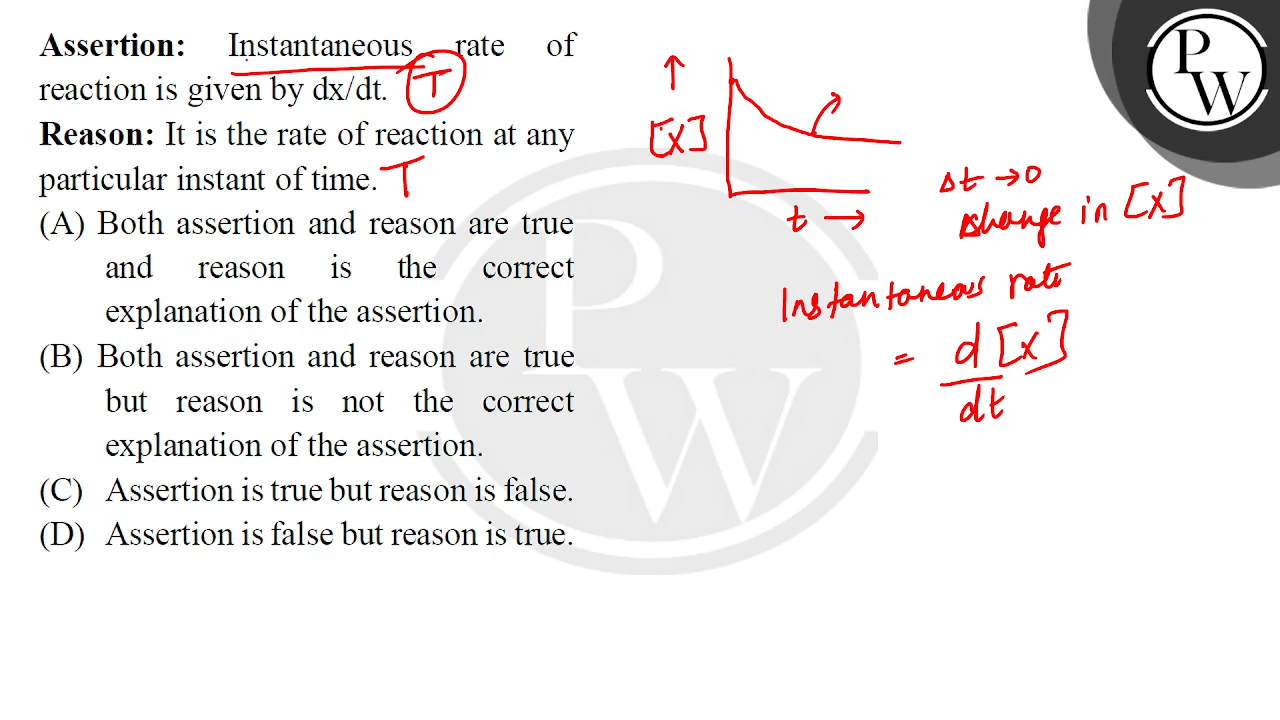 Assertion: Instantaneous rate of
reaction is given by dx/dt. T
Reason: It is the rate of reaction at any
particular instant of time. T
(A) Both assertion and reason are true
and reason is the correct
explanation of the assertion.
(B) Both assertion and reason are true
but reason is not the correct
explanation of the assertion.
(C) Assertion is true but reason is false.
(D) Assertion is false but reason is true.
[X]
t →
Δt → 0
change in [X]
Instantaneous rate
= d[X]
dt
P
W
P
W